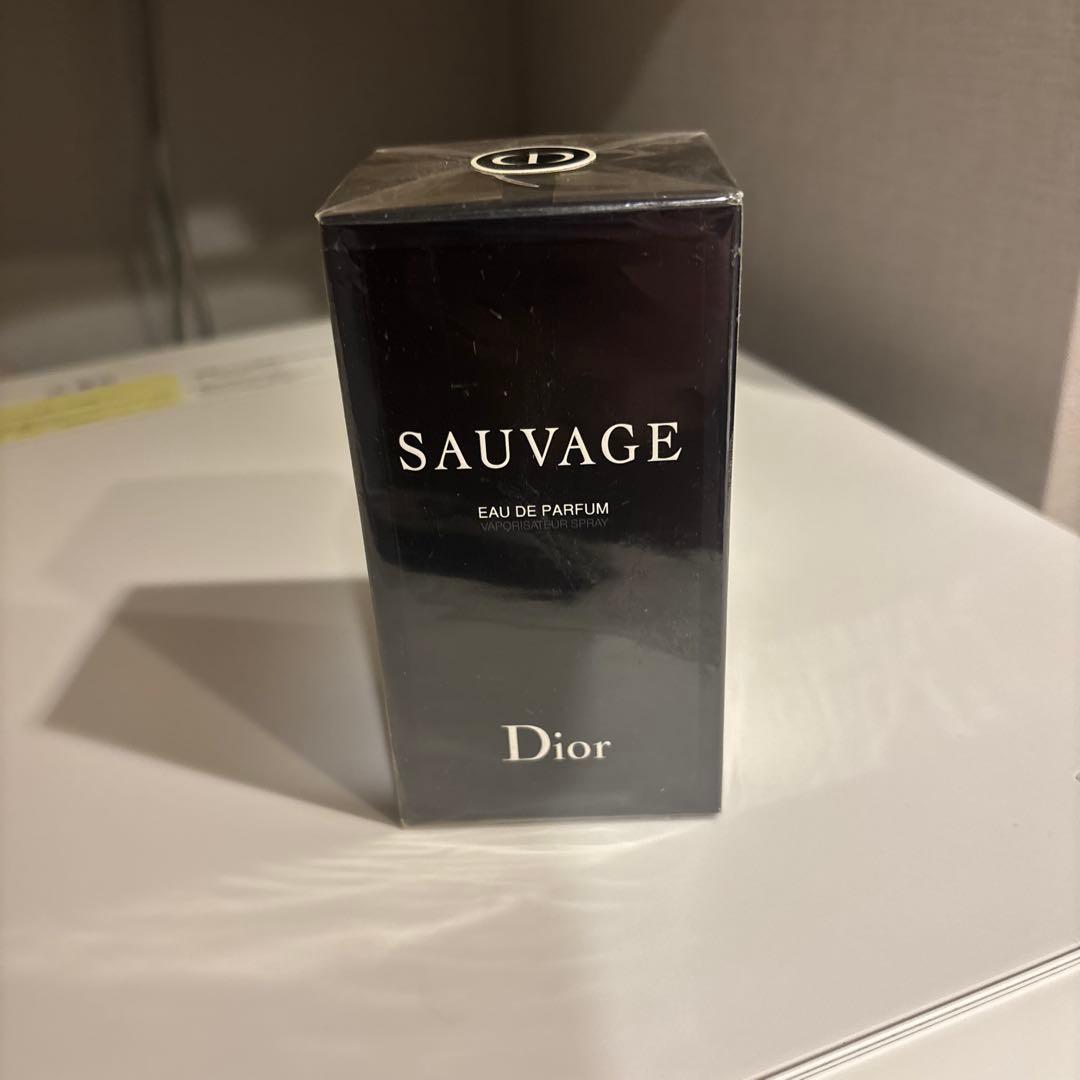 SAUVAGE
EAU DE PARFUM
VAPORISATEUR SPRAY
Dior